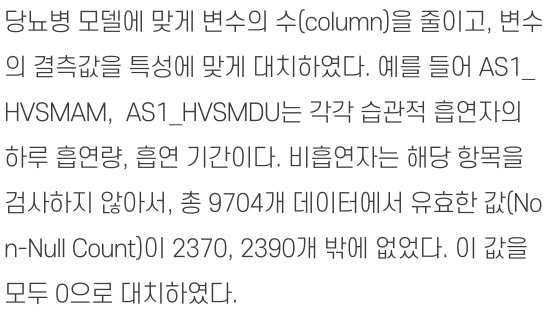 당뇨병 모델에 맞게 변수의 수(column)을 줄이고, 변수
의 결측값을 특성에 맞게 대치하였다. 예를 들어 AS1_
HVSMAM, AS1_HVSMDU는 각각 습관적 흡연자의
하루 흡연량, 흡연 기간이다. 비흡연자는 해당 항목을
검사하지 않아서, 총 9704개 데이터에서 유효한 값(No
n-Null Count)이 2370, 2390개 밖에 없었다. 이 값을
모두 0으로 대치하였다.